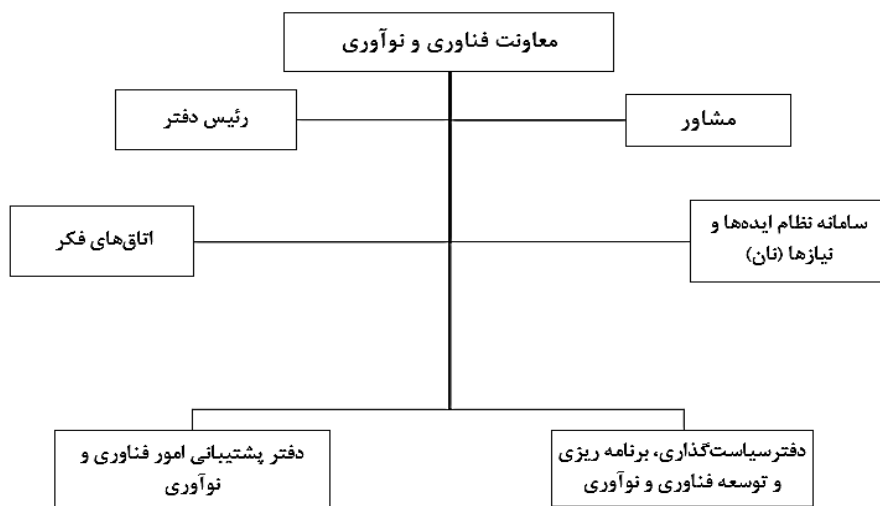 معاونت فناوری و نوآوری
مشاور
رئیس دفتر
سامانه نظام ایده‌ها و
نیازها (نان)
اتاق‌های فکر
دفترسیاست‌گذاری، برنامه ریزی
و توسعه فناوری و نوآوری
دفتر پشتیبانی امور فناوری و
نوآوری